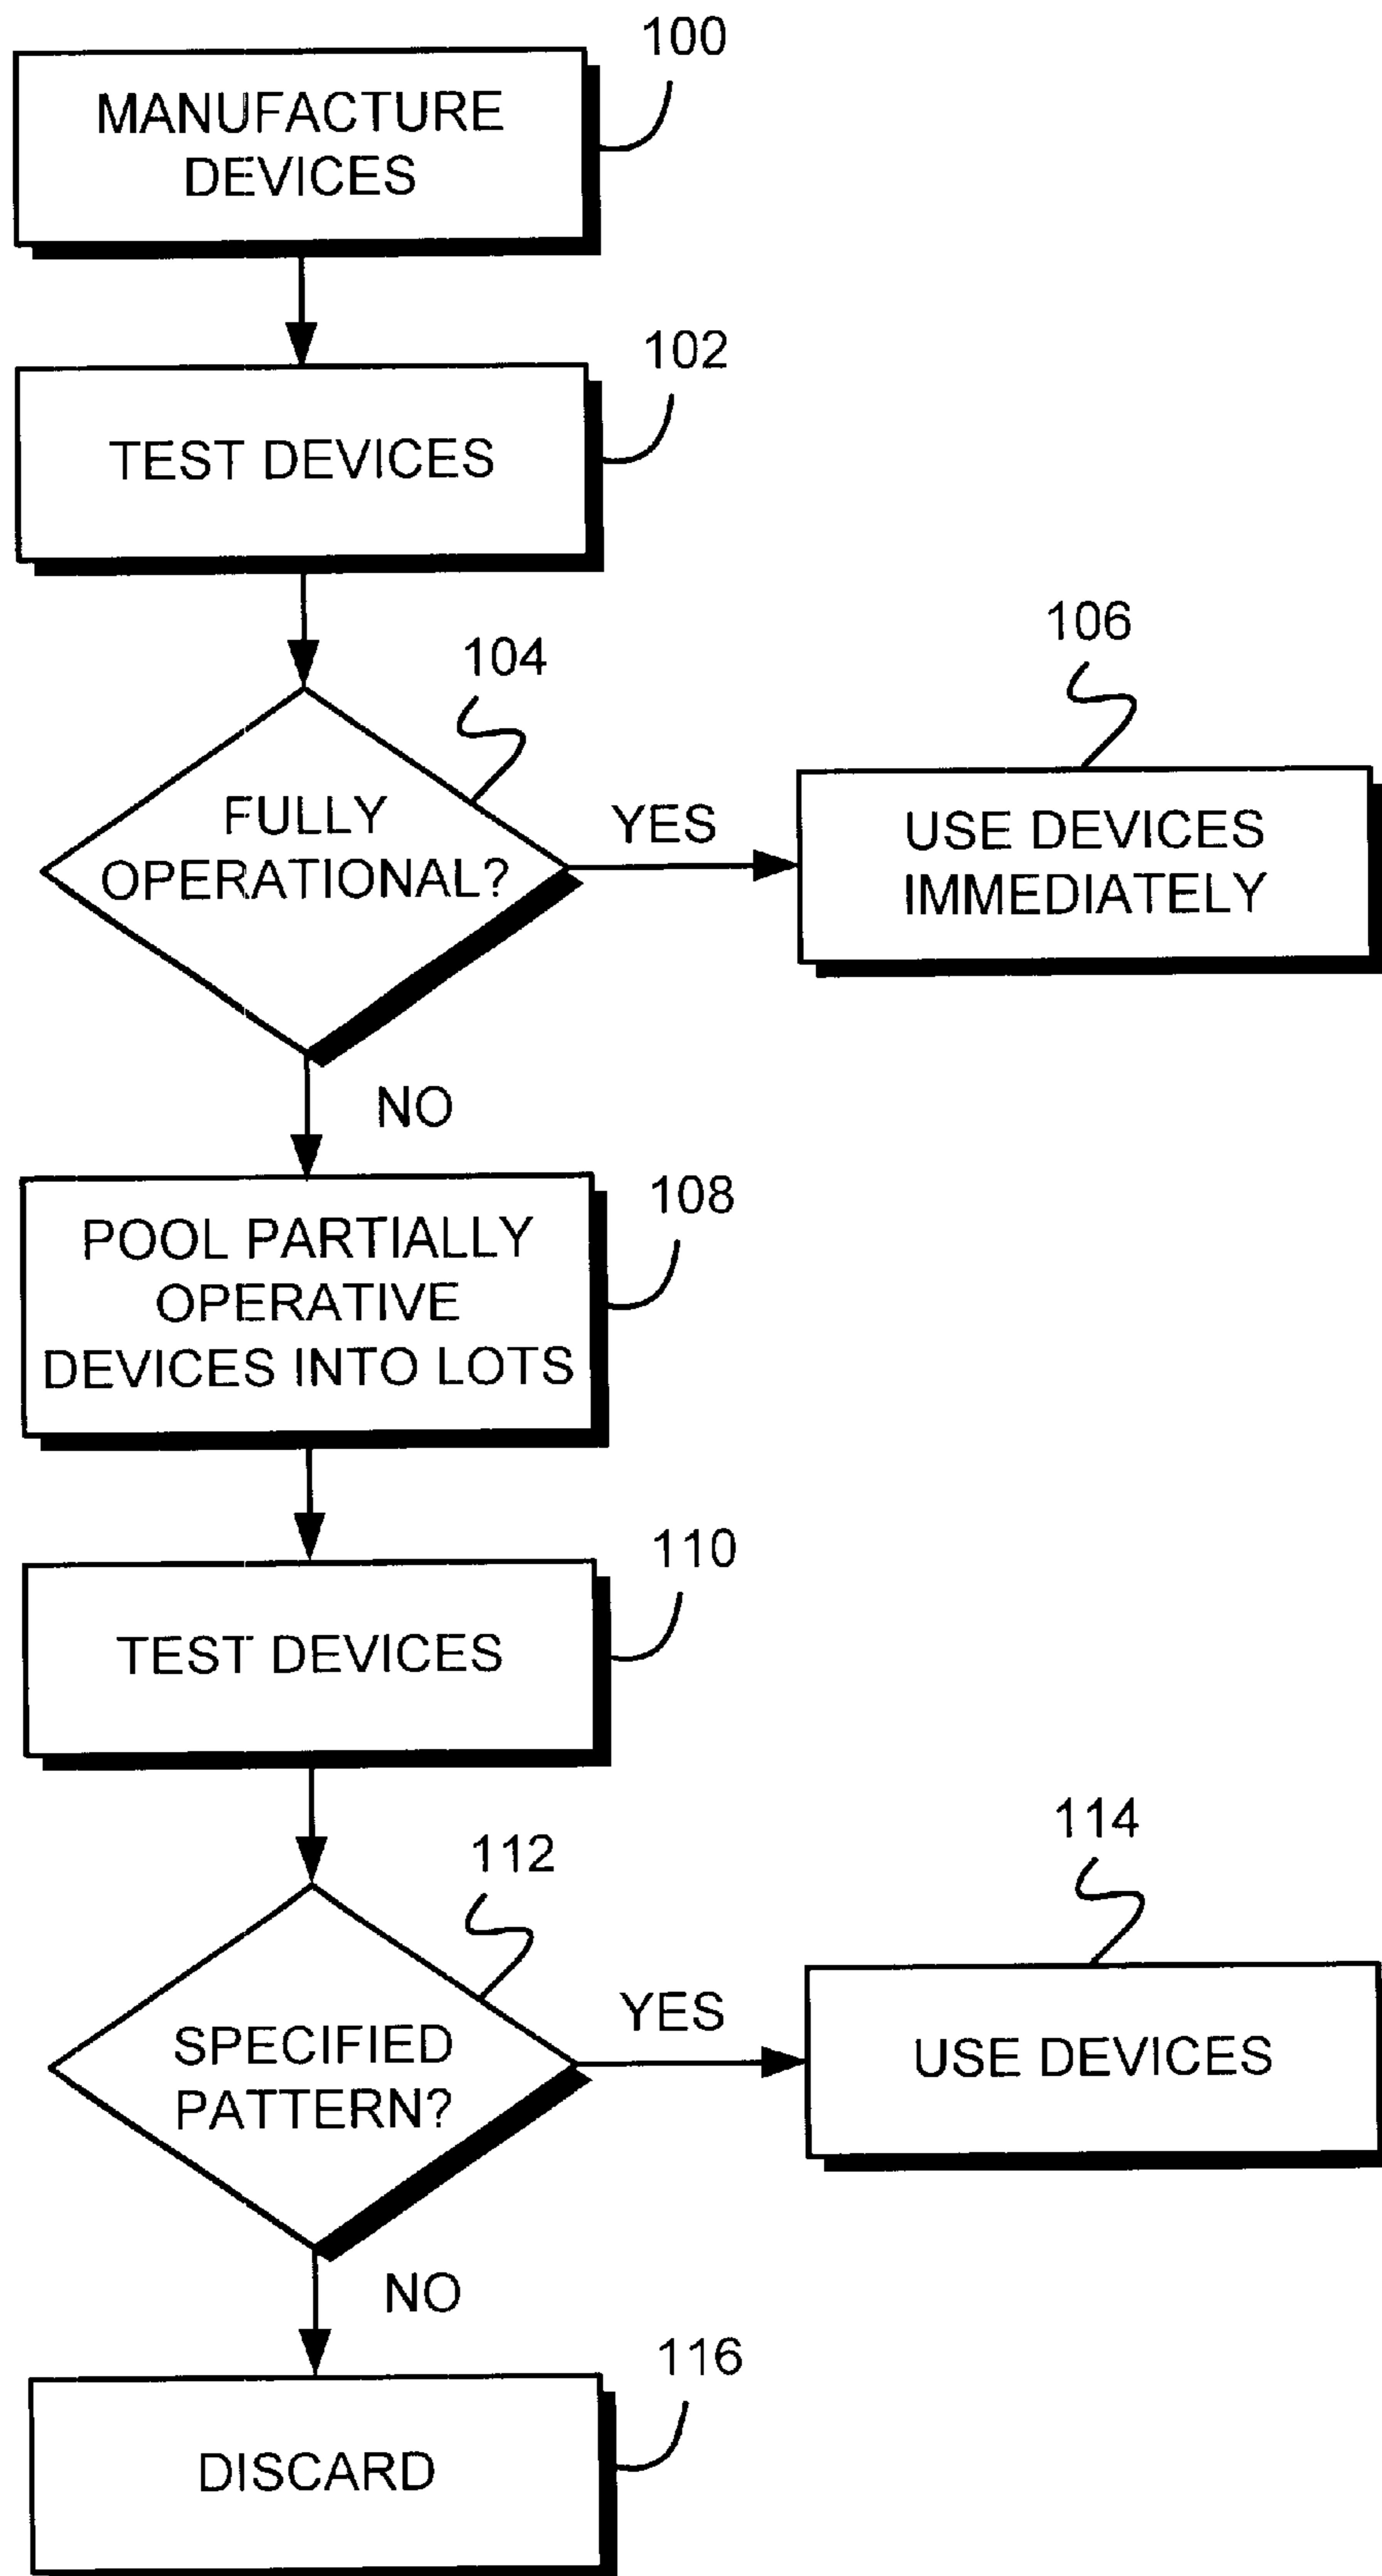 100
MANUFACTURE
DEVICES
102
TEST DEVICES
104
FULLY
OPERATIONAL?
YES
106
USE DEVICES
IMMEDIATELY
NO
108
POOL PARTIALLY
OPERATIVE
DEVICES INTO LOTS
110
TEST DEVICES
112
SPECIFIED
PATTERN?
YES
114
USE DEVICES
NO
116
DISCARD